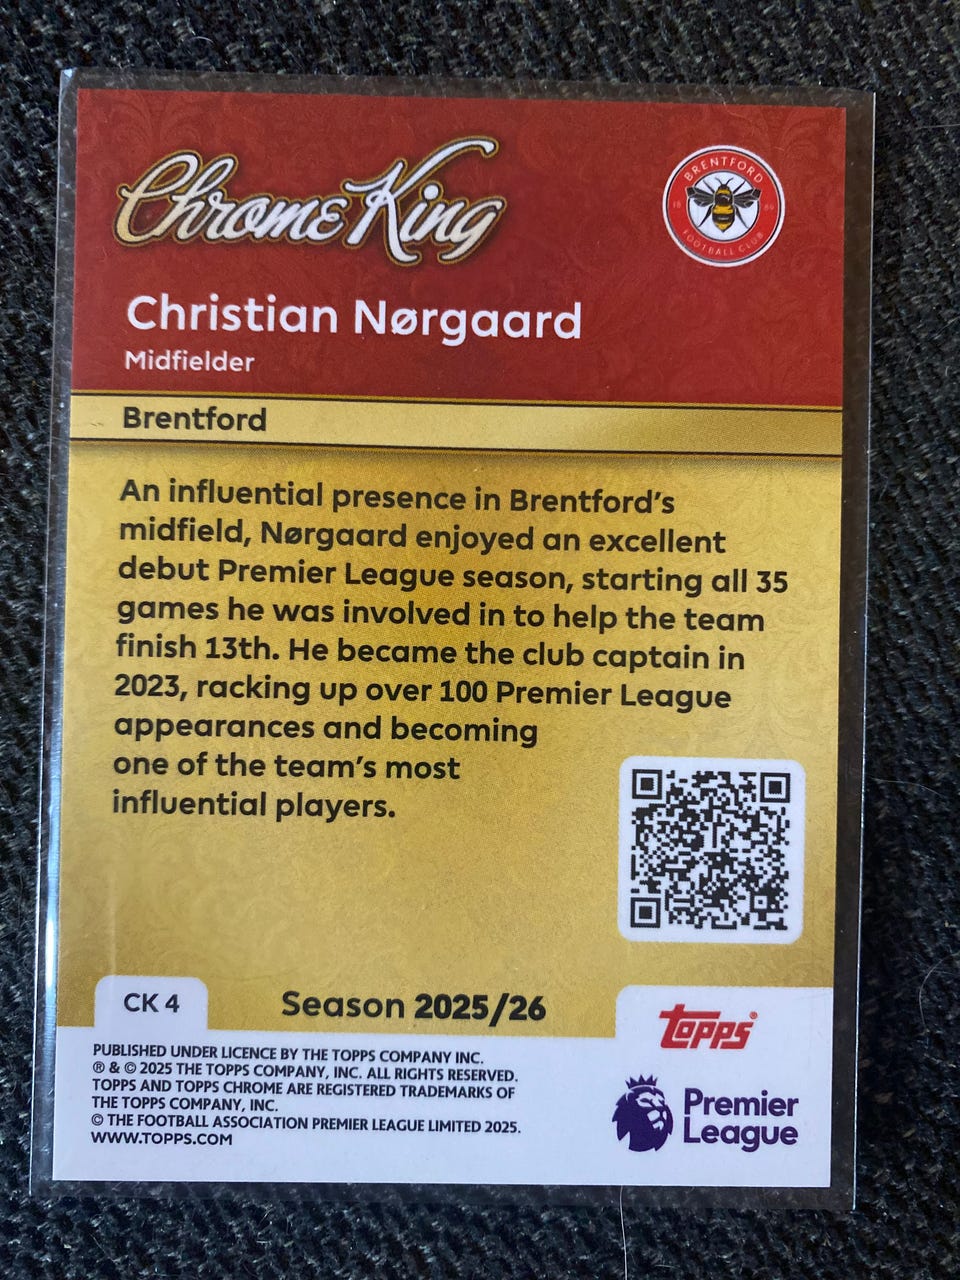 Chrome King
BRENTFORD
18 89
FOOTBALL CLUB
Christian Nørgaard
Midfielder
Brentford
An influential presence in Brentford's
midfield, Nørgaard enjoyed an excellent
debut Premier League season, starting all 35
games he was involved in to help the team
finish 13th. He became the club captain in
2023, racking up over 100 Premier League
appearances and becoming
one of the team's most
influential players.
CK 4
Season 2025/26
topps®
PUBLISHED UNDER LICENCE BY THE TOPPS COMPANY INC.
® & © 2025 THE TOPPS COMPANY, INC. ALL RIGHTS RESERVED.
TOPPS AND TOPPS CHROME ARE REGISTERED TRADEMARKS OF
THE TOPPS COMPANY, INC.
© THE FOOTBALL ASSOCIATION PREMIER LEAGUE LIMITED 2025.
WWW.TOPPS.COM
Premier
League